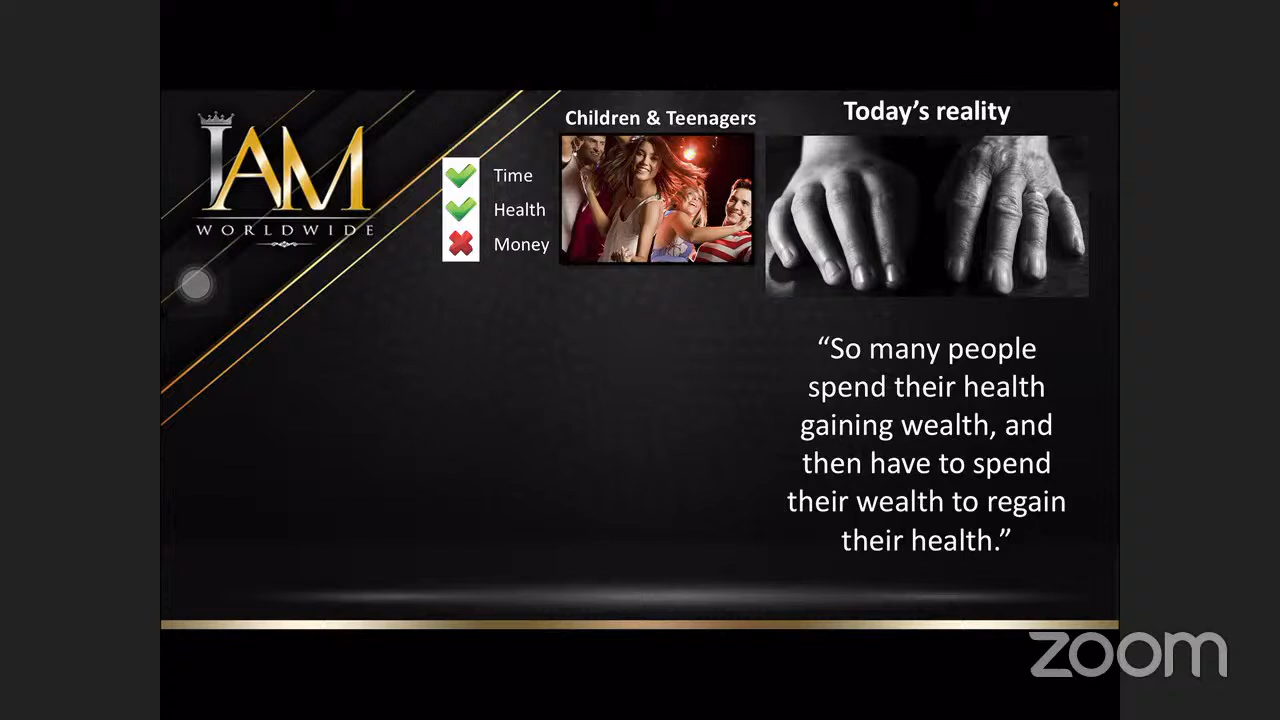 IAM
WORLDWIDE
Children & Teenagers
Time
Health
Money
Today’s reality
“So many people
spend their health
gaining wealth, and
then have to spend
their wealth to regain
their health.”
zoom